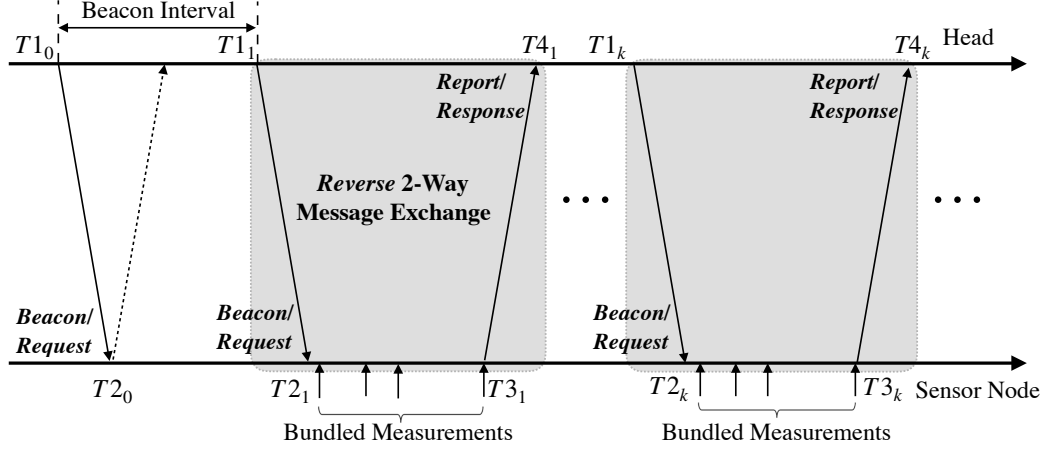 Beacon Interval
T1₀ T1₁ T4₁ T1ₖ T4ₖ Head
Report/
Response
Report/
Response
Reverse 2-Way
Message Exchange
• • •
• • •
Beacon/
Request
Beacon/
Request
Beacon/
Request
T2₀ T2₁ T3₁ T2ₖ T3ₖ Sensor Node
Bundled Measurements
Bundled Measurements